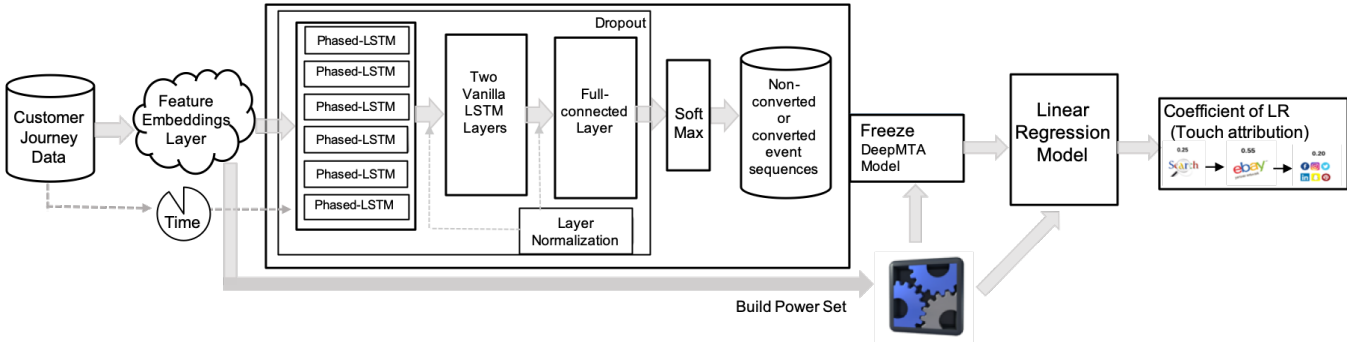 Customer
Journey
Data
Feature
Embeddings
Layer
Time
Dropout
Phased-LSTM
Phased-LSTM
Phased-LSTM
Phased-LSTM
Phased-LSTM
Phased-LSTM
Two
Vanilla
LSTM
Layers
Full-
connected
Layer
Layer
Normalization
Soft
Max
Non-
converted
or
converted
event
sequences
Build Power Set
Freeze
DeepMTA
Model
Linear
Regression
Model
Coefficient of LR
(Touch attribution)
0.25
Search
0.55
ebay
0.20